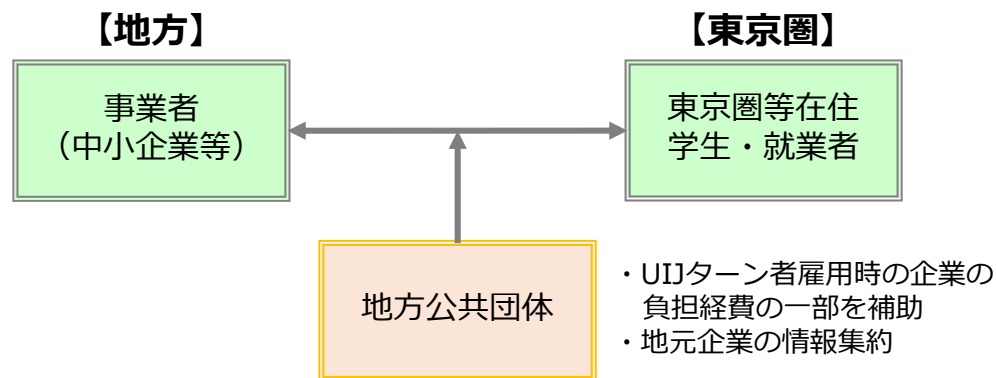 【地方】
【東京圏】
事業者
（中小企業等）
東京圏等在住
学生・就業者
地方公共団体
・UIJターン者雇用時の企業の
負担経費の一部を補助
・地元企業の情報集約